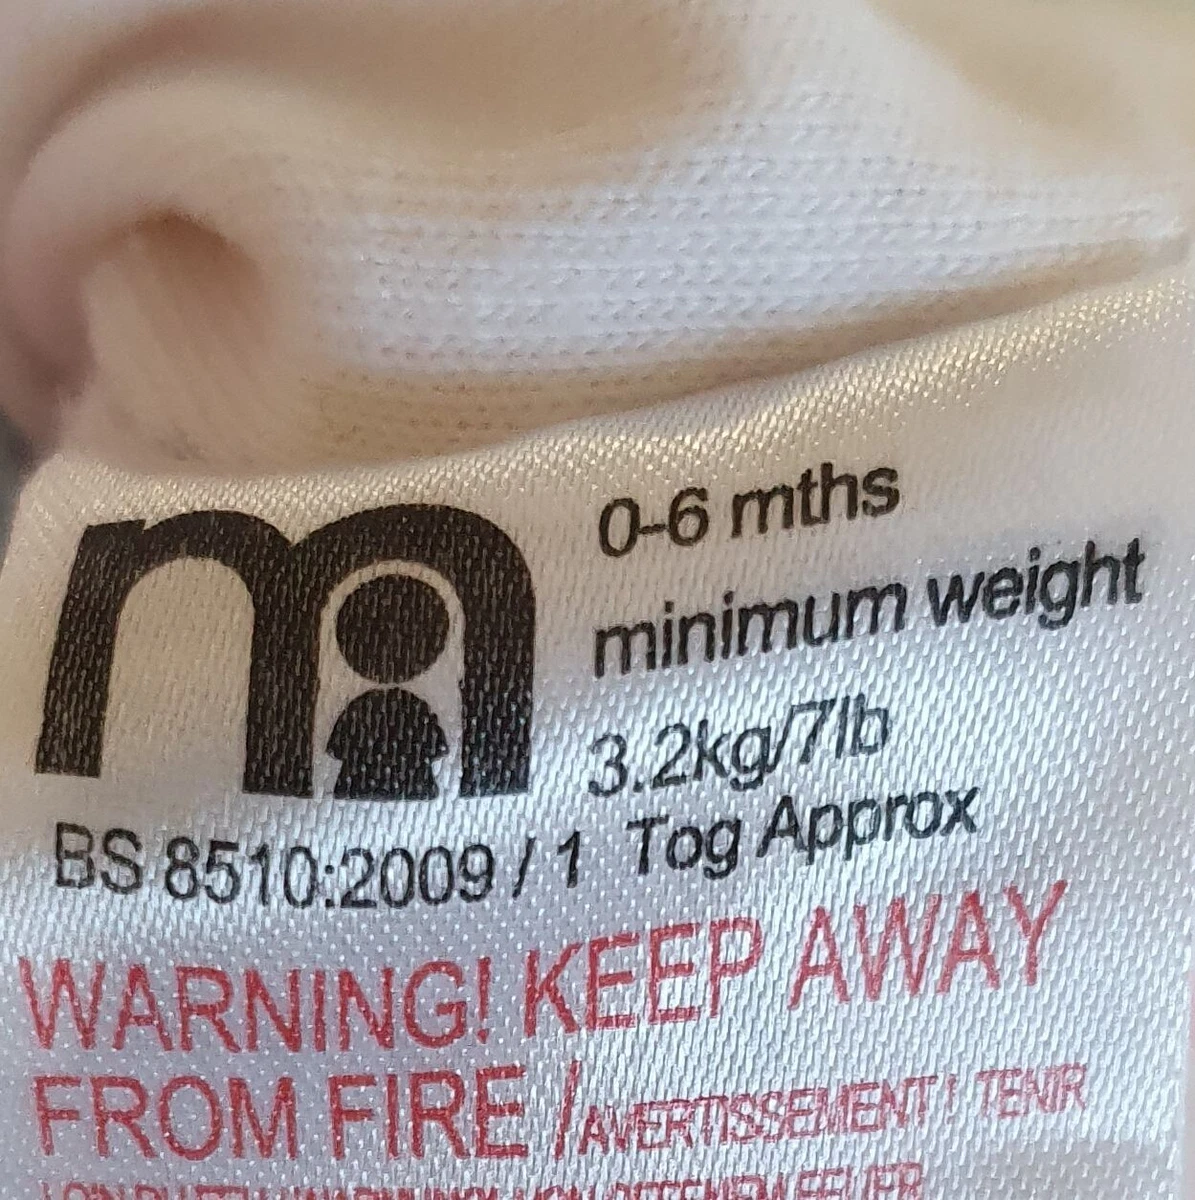 0-6 mths
minimum weight
3.2kg/7lb
BS 8510:2009 / 1 Tog Approx
WARNING! KEEP AWAY
FROM FIRE / AVERTISSEMENT! TENIR